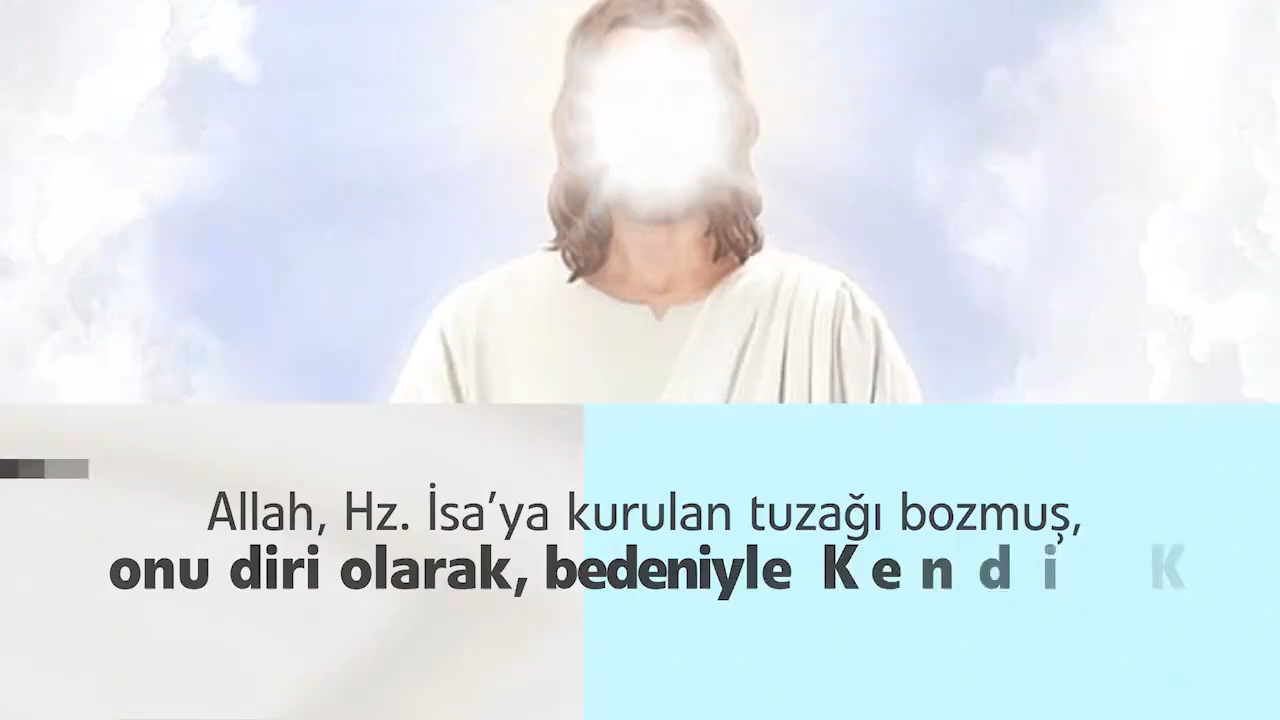 Allah, Hz. İsa’ya kurulan tuzağı bozmuş,
onu diri olarak, bedeniyle Kendi K